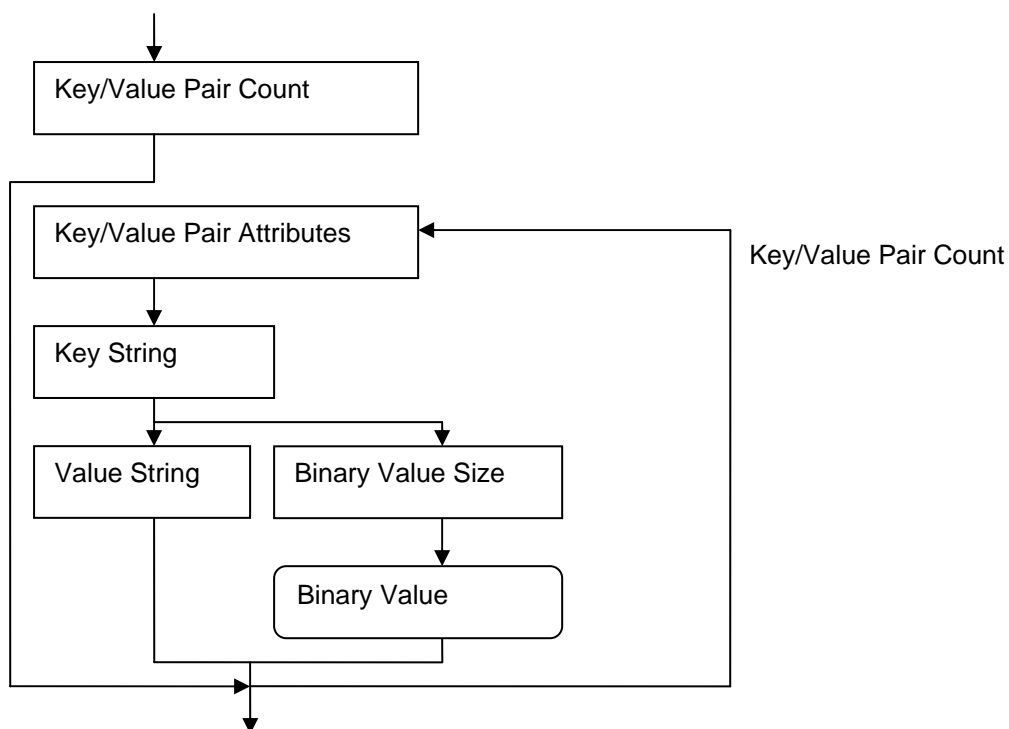 Key/Value Pair Count
Key/Value Pair Attributes
Key/Value Pair Count
Key String
Value String
Binary Value Size
Binary Value